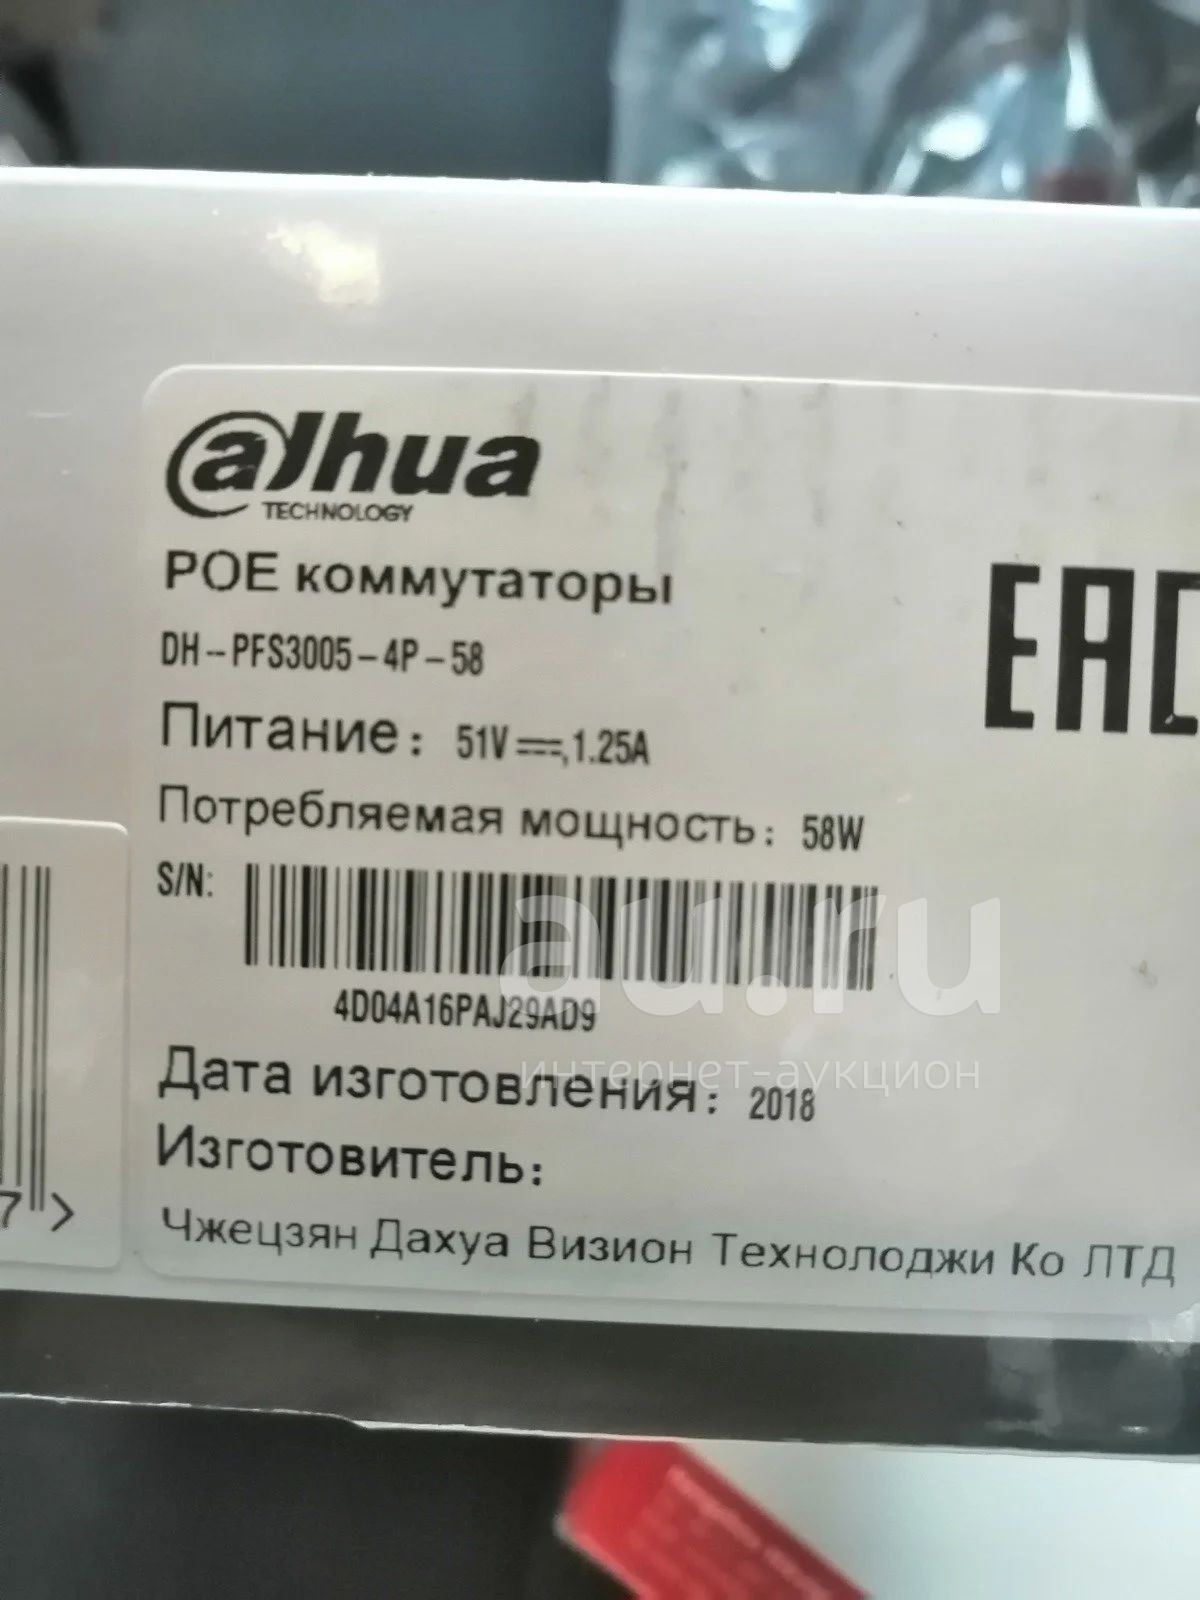 alhua
TECHNOLOGY
POE коммутаторы
DH-PFS3005-4P-58
EAC
Питание: 51V⎓,1.25A
Потребляемая мощность: 58W
S/N:
4D04A16PAJ29AD9
au.ru
интернет-аукцион
Дата изготовления: 2018
Изготовитель:
Чжецзян Дахуа Визион Технолоджи Ко ЛТД
7 >